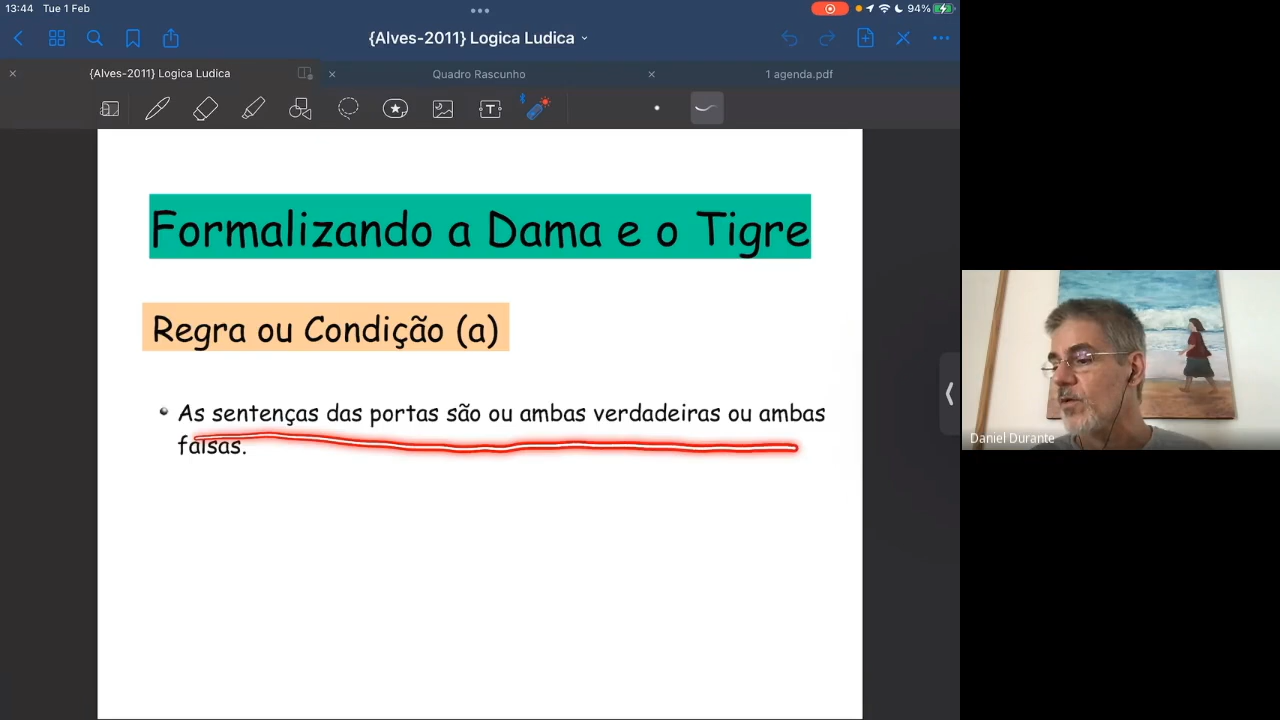 13:44 Tue 1 Feb
94%
{Alves-2011} Logica Ludica
{Alves-2011} Logica Ludica
Quadro Rascunho
1 agenda.pdf
T
Formalizando a Dama e o Tigre
Regra ou Condição (a)
As sentenças das portas são ou ambas verdadeiras ou ambas
falsas.
Daniel Durante